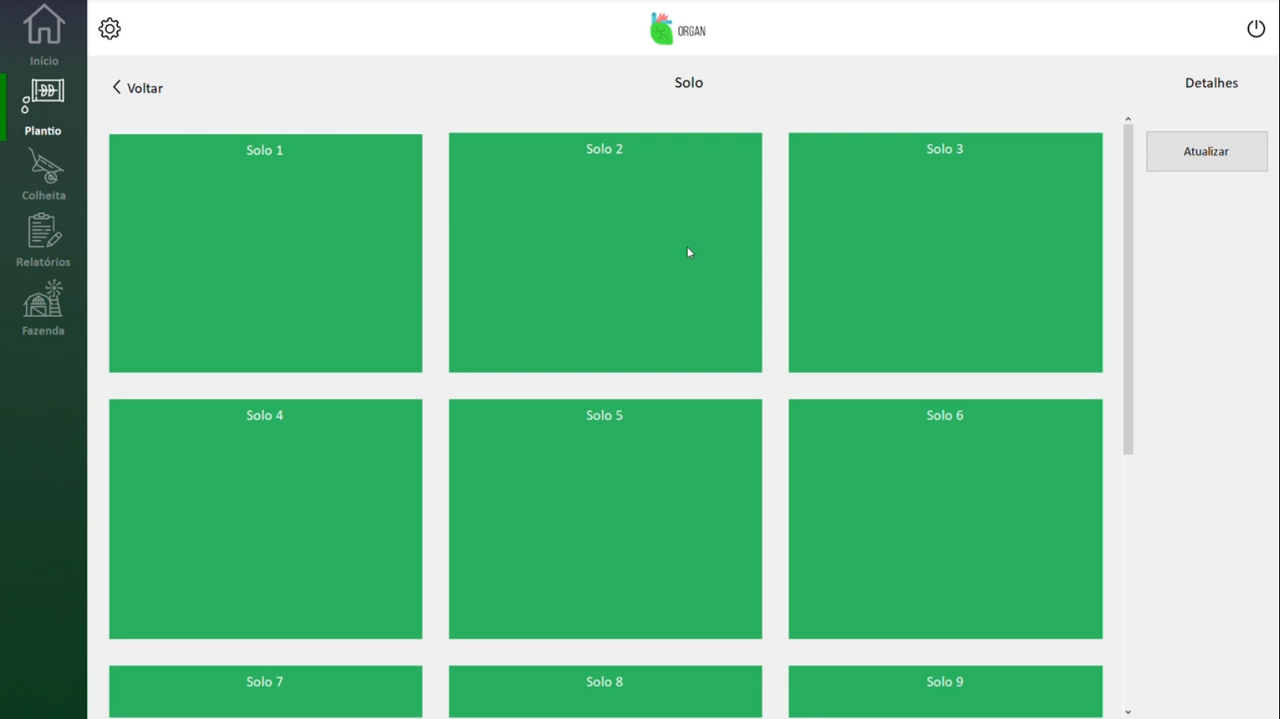 Início
Plantio
Colheita
Relatórios
Fazenda
ORGAN
Voltar
Solo
Detalhes
Solo 1
Solo 2
Solo 3
Atualizar
Solo 4
Solo 5
Solo 6
Solo 7
Solo 8
Solo 9